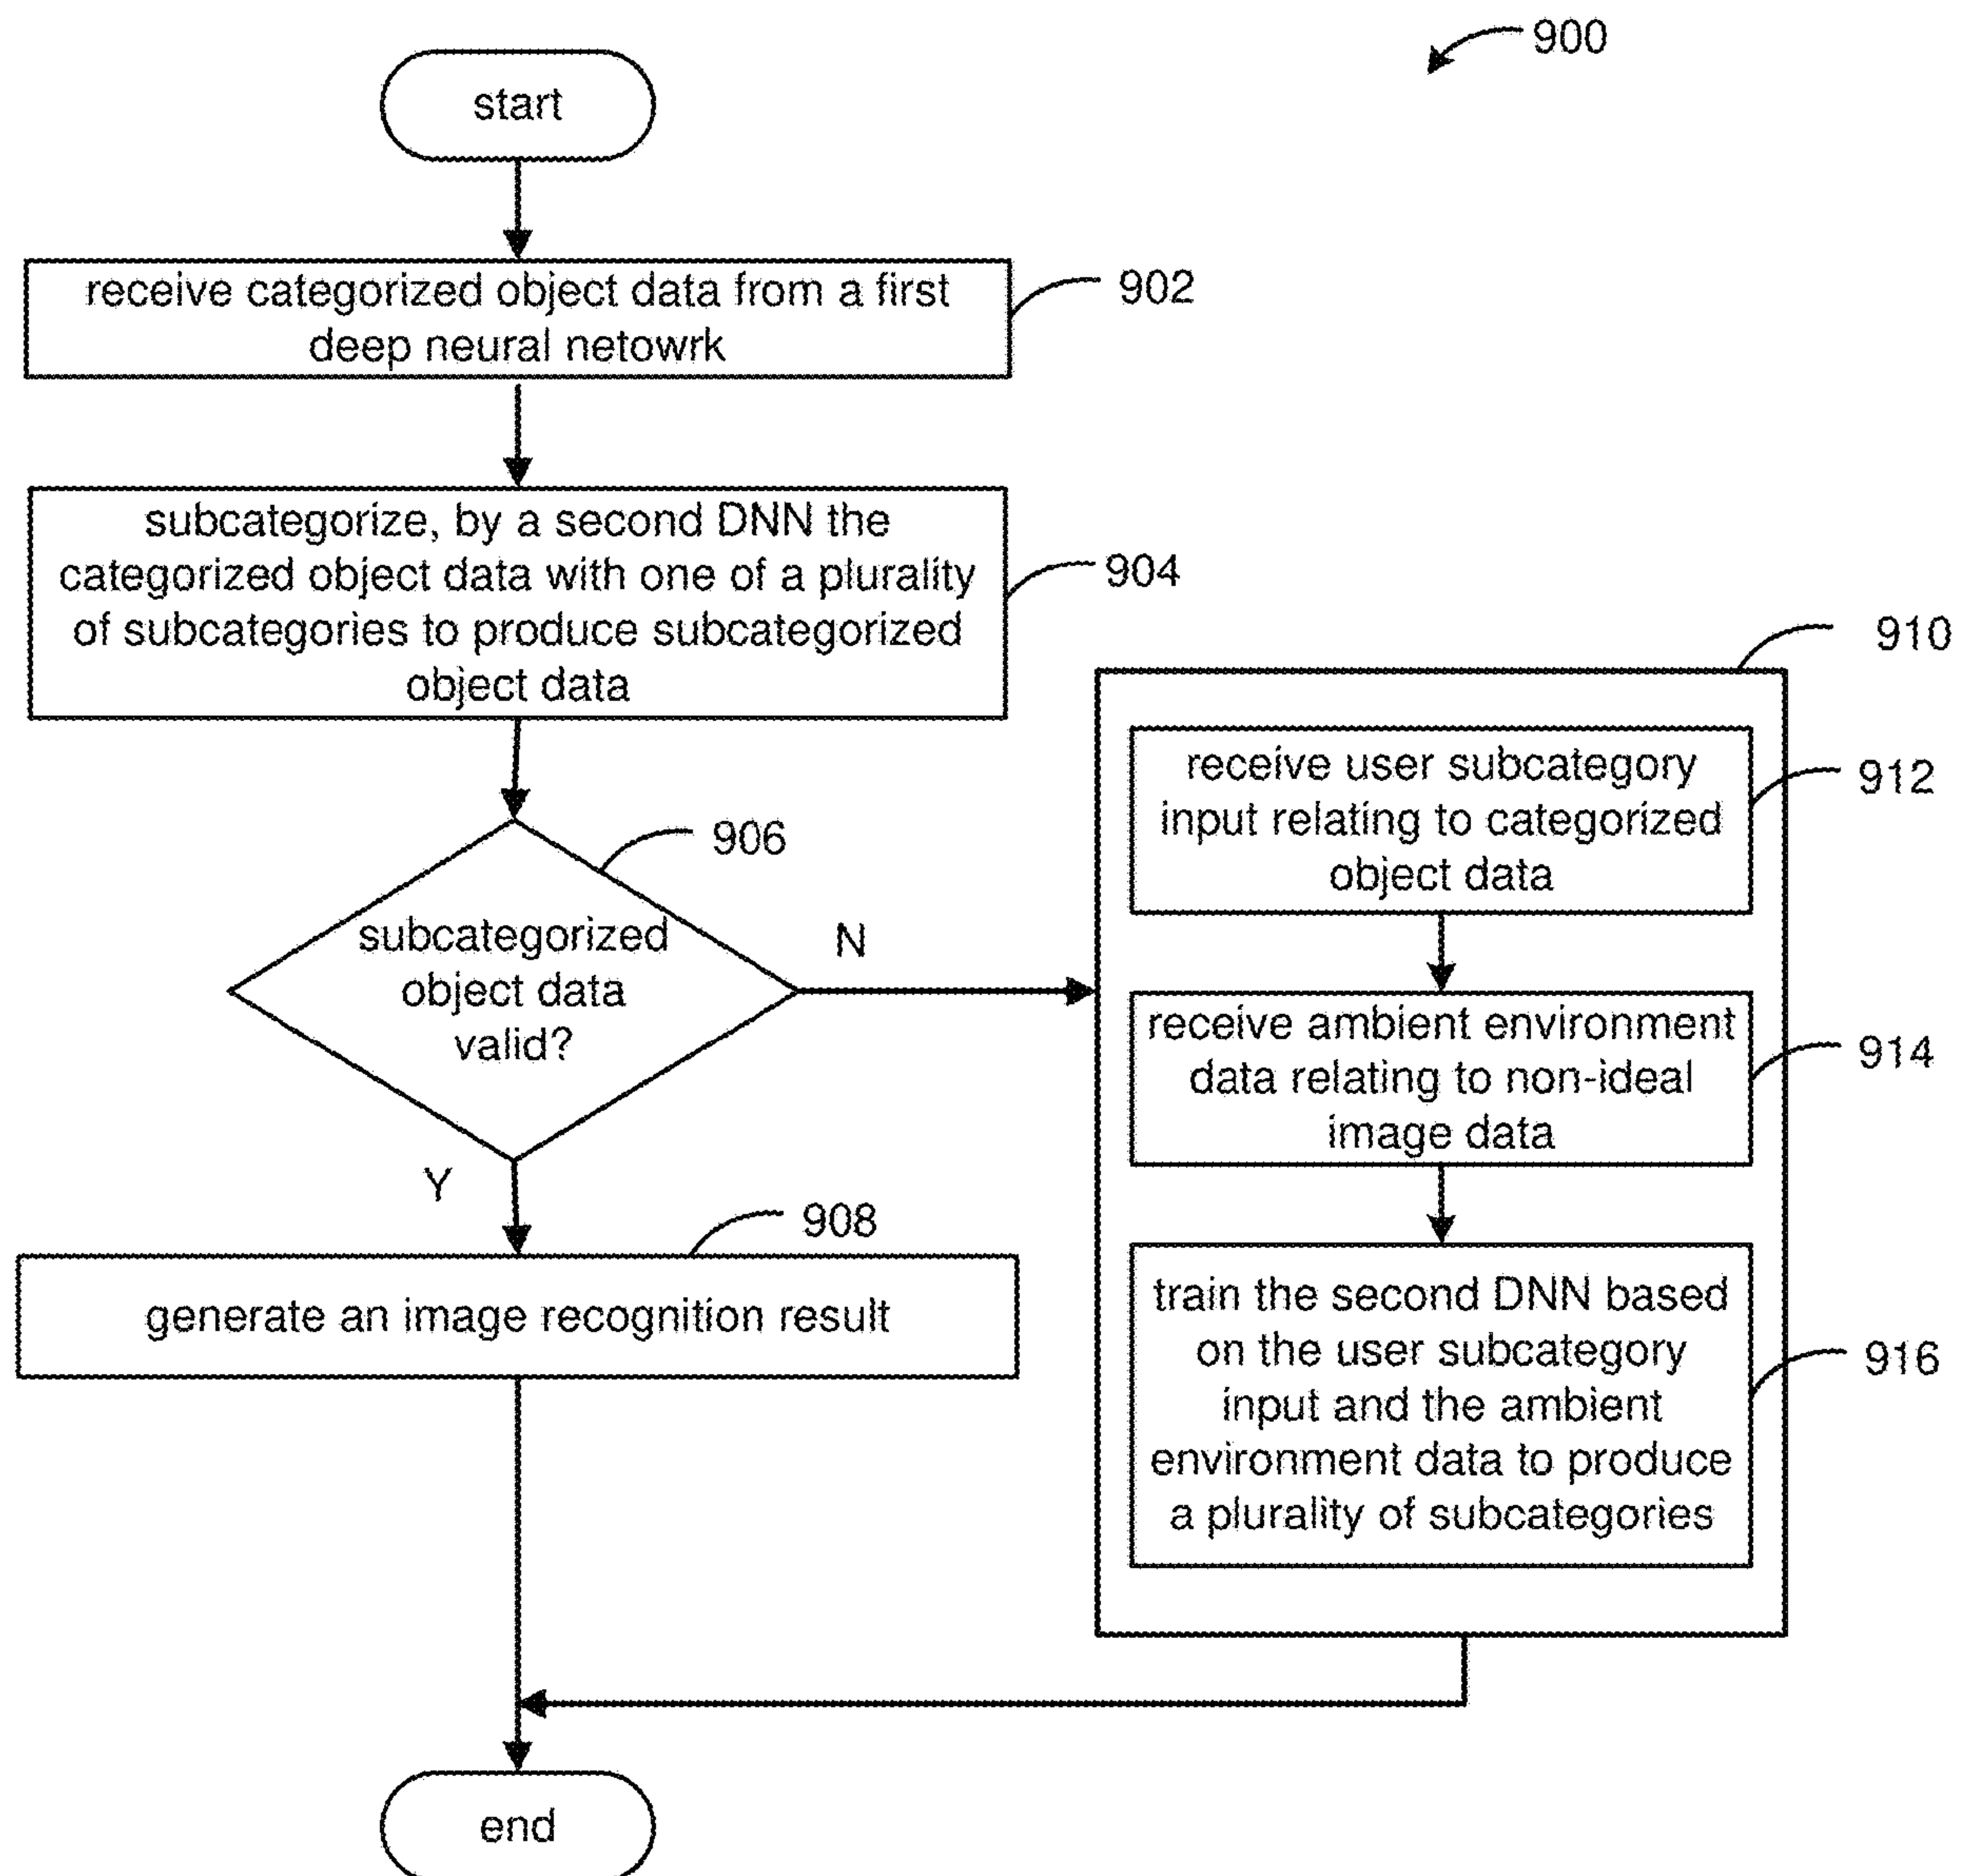 900
start
receive categorized object data from a first
deep neural netowrk
902
subcategorize, by a second DNN the
categorized object data with one of a plurality
of subcategories to produce subcategorized
object data
904
906
subcategorized
object data
valid?
N
Y
908
generate an image recognition result
910
receive user subcategory
input relating to categorized
object data
912
receive ambient environment
data relating to non-ideal
image data
914
train the second DNN based
on the user subcategory
input and the ambient
environment data to produce
a plurality of subcategories
916
end